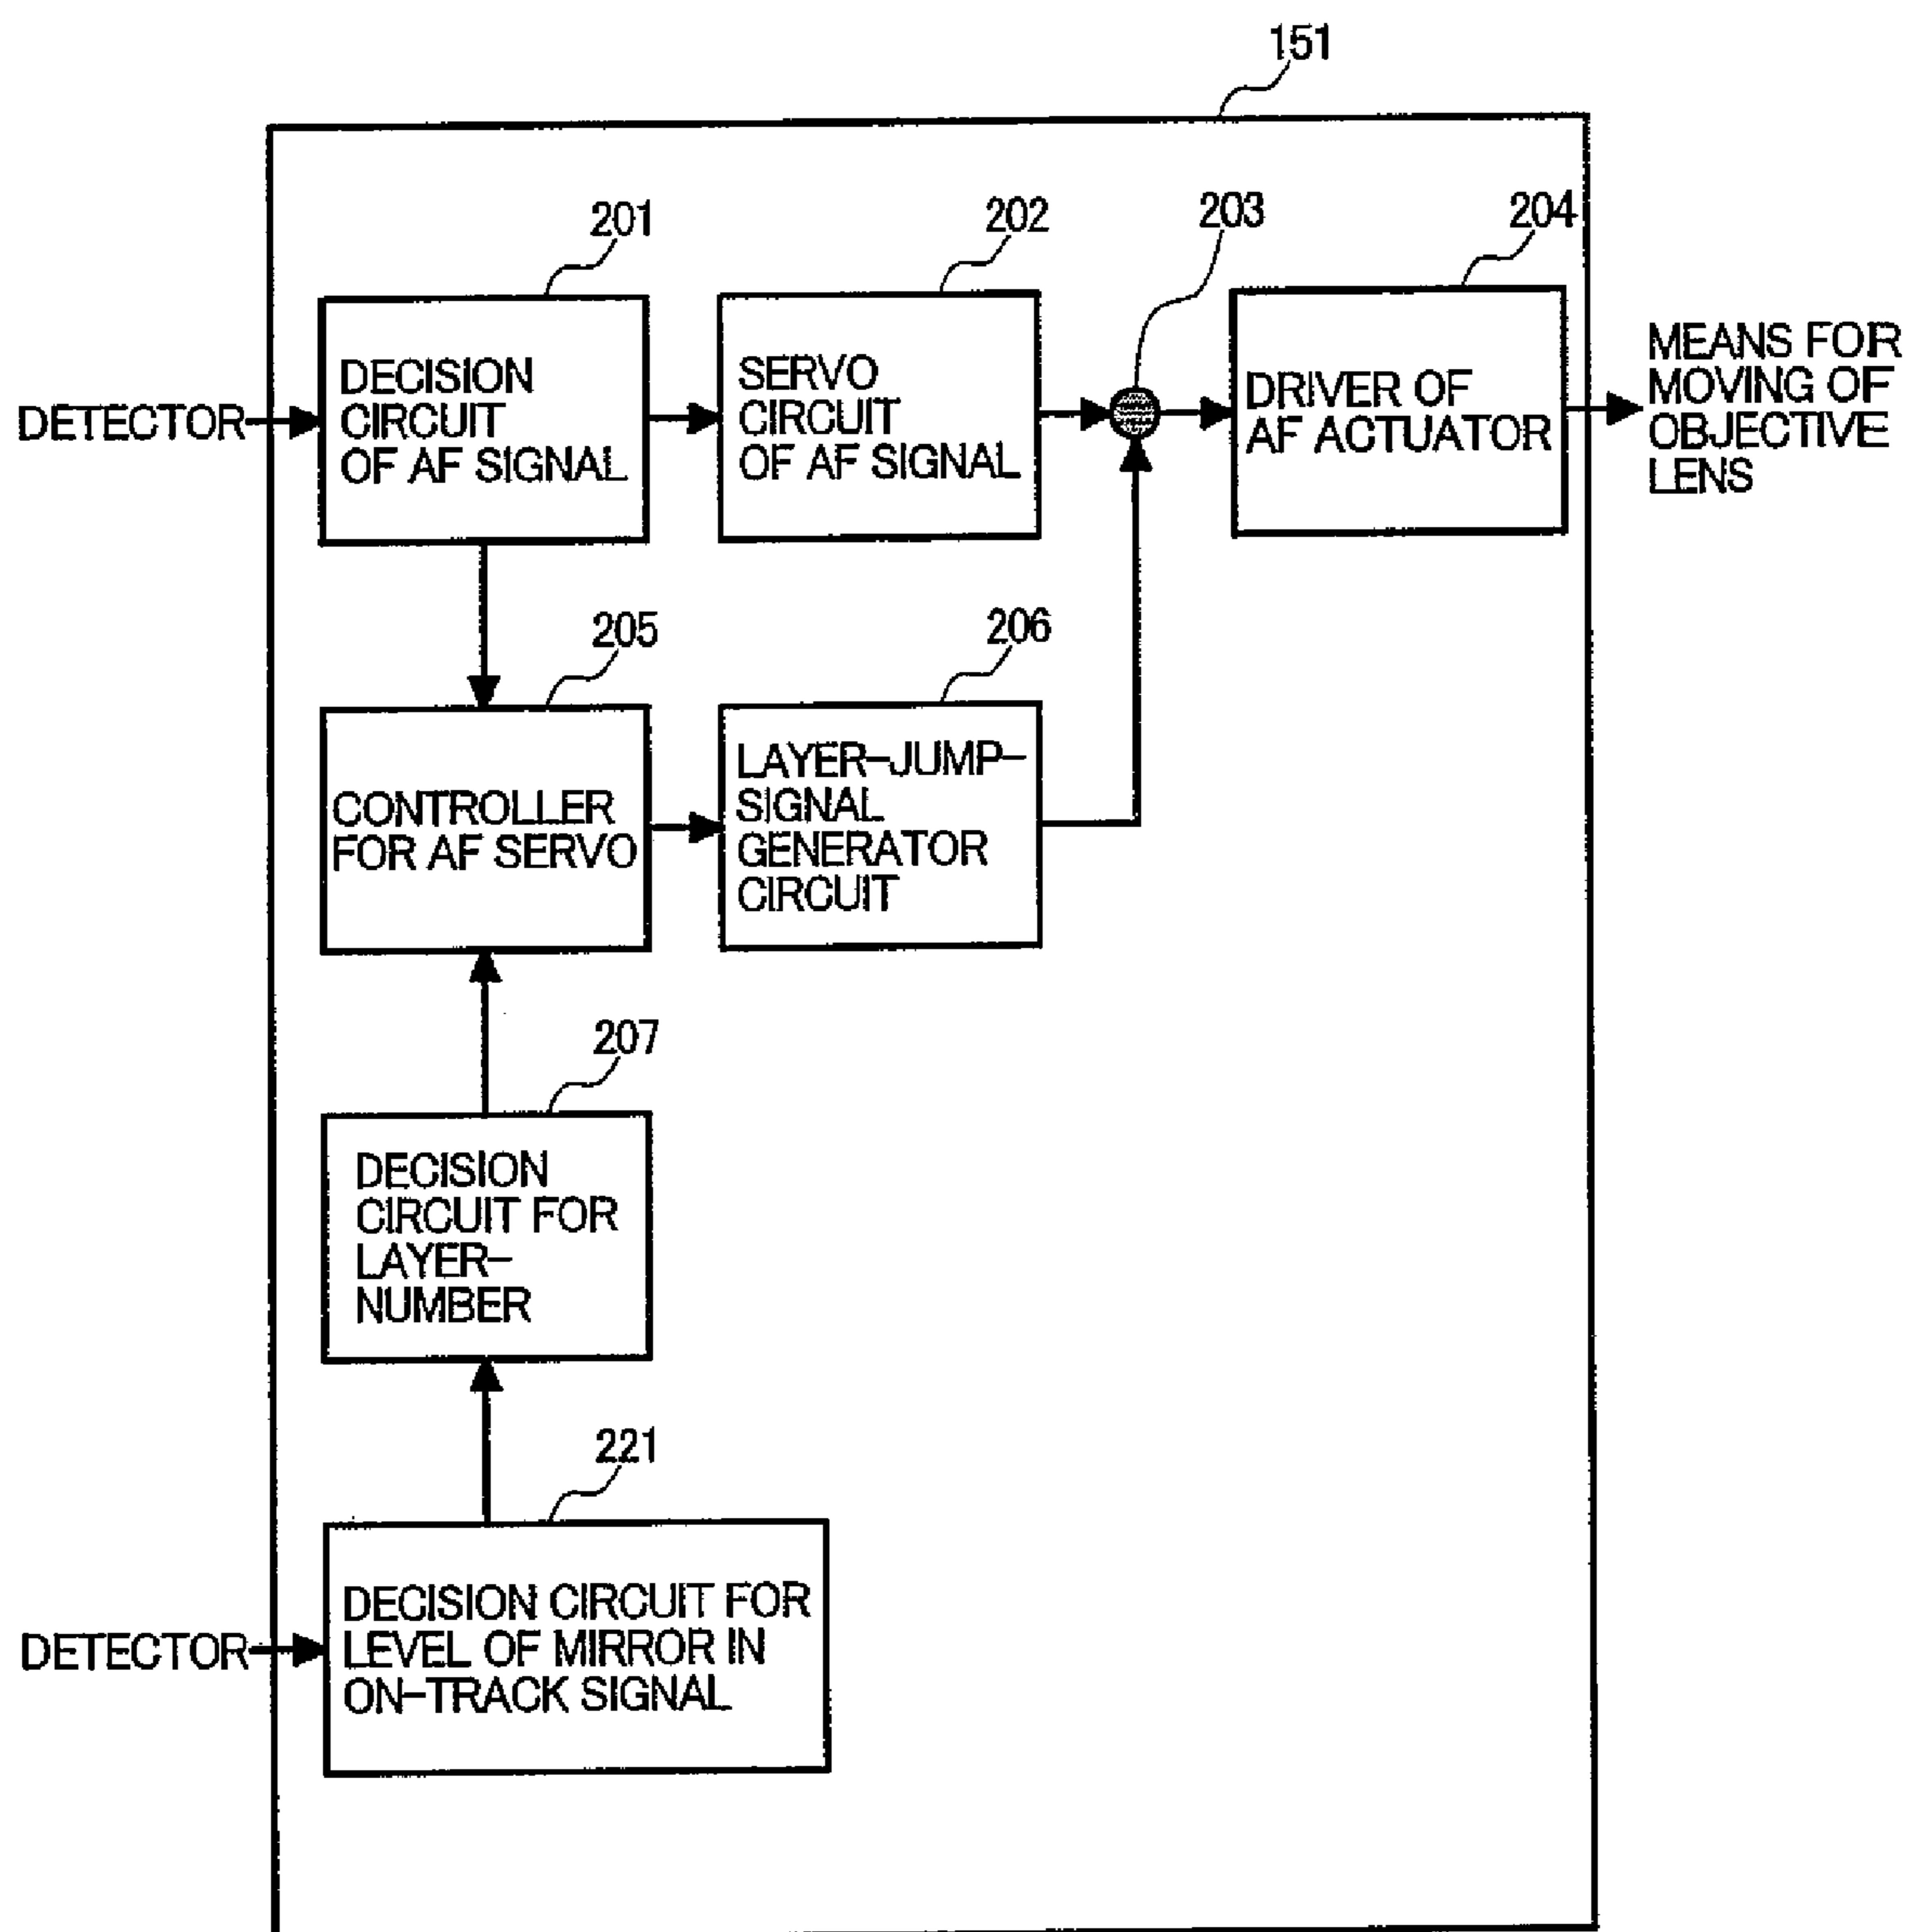 151
201
202
203
204
DETECTOR
DECISION
CIRCUIT
OF AF SIGNAL
SERVO
CIRCUIT
OF AF SIGNAL
DRIVER OF
AF ACTUATOR
MEANS FOR
MOVING OF
OBJECTIVE
LENS
205
206
CONTROLLER
FOR AF SERVO
LAYER-JUMP-
SIGNAL
GENERATOR
CIRCUIT
207
DECISION
CIRCUIT FOR
LAYER-
NUMBER
221
DETECTOR
DECISION CIRCUIT FOR
LEVEL OF MIRROR IN
ON-TRACK SIGNAL